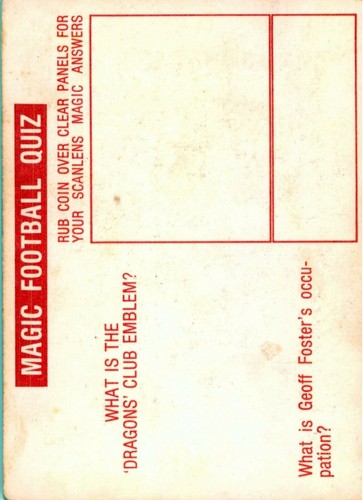 MAGIC FOOTBALL QUIZ
RUB COIN OVER CLEAR PANELS FOR
YOUR SCANLENS MAGIC ANSWERS
WHAT IS THE
'DRAGONS' CLUB EMBLEM?
What is Geoff Foster's occu-
pation?